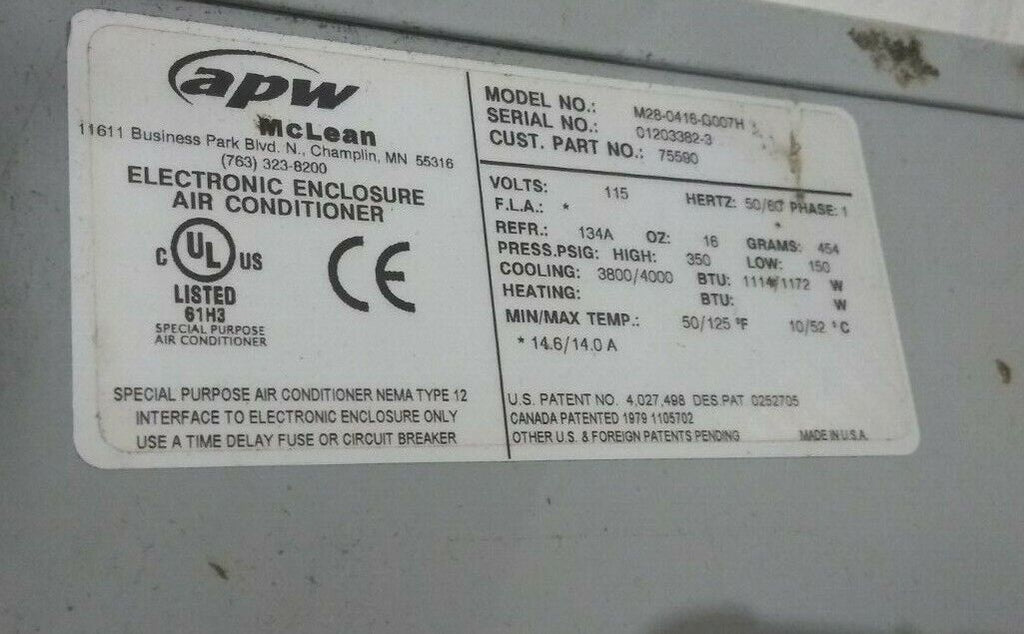 apw
McLean
11611 Business Park Blvd. N., Champlin, MN 55316
(763) 323-8200
ELECTRONIC ENCLOSURE
AIR CONDITIONER
C UL US
LISTED
61H3
SPECIAL PURPOSE
AIR CONDITIONER
CE
SPECIAL PURPOSE AIR CONDITIONER NEMA TYPE 12
INTERFACE TO ELECTRONIC ENCLOSURE ONLY
USE A TIME DELAY FUSE OR CIRCUIT BREAKER
MODEL NO.: M28-0416-G007H
SERIAL NO.: 01203382-3
CUST. PART NO.: 75590
VOLTS: 115 HERTZ: 50/60 PHASE: 1
F.L.A.: * *
REFR.: 134A OZ: 16 GRAMS: 454
PRESS.PSIG: HIGH: 350 LOW: 150
COOLING: 3800/4000 BTU: 1114/1172 W
HEATING: BTU: W
MIN/MAX TEMP.: 50/125 °F 10/52 °C
* 14.6/14.0 A
U.S. PATENT NO. 4,027,498 DES.PAT 0252705
CANADA PATENTED 1979 1105702
OTHER U.S. & FOREIGN PATENTS PENDING MADE IN U.S.A.